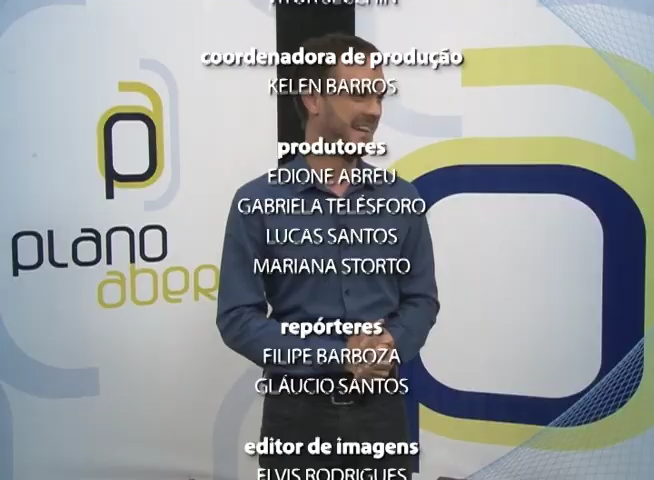 coordenadora de produção
KELEN BARROS
produtores
EDIONE ABREU
GABRIELA TELÉSFORO
LUCAS SANTOS
MARIANA STORTO
repórteres
FILIPE BARBOZA
GLÁUCIO SANTOS
editor de imagens
ELVIS RODRIGUES
plano
aber